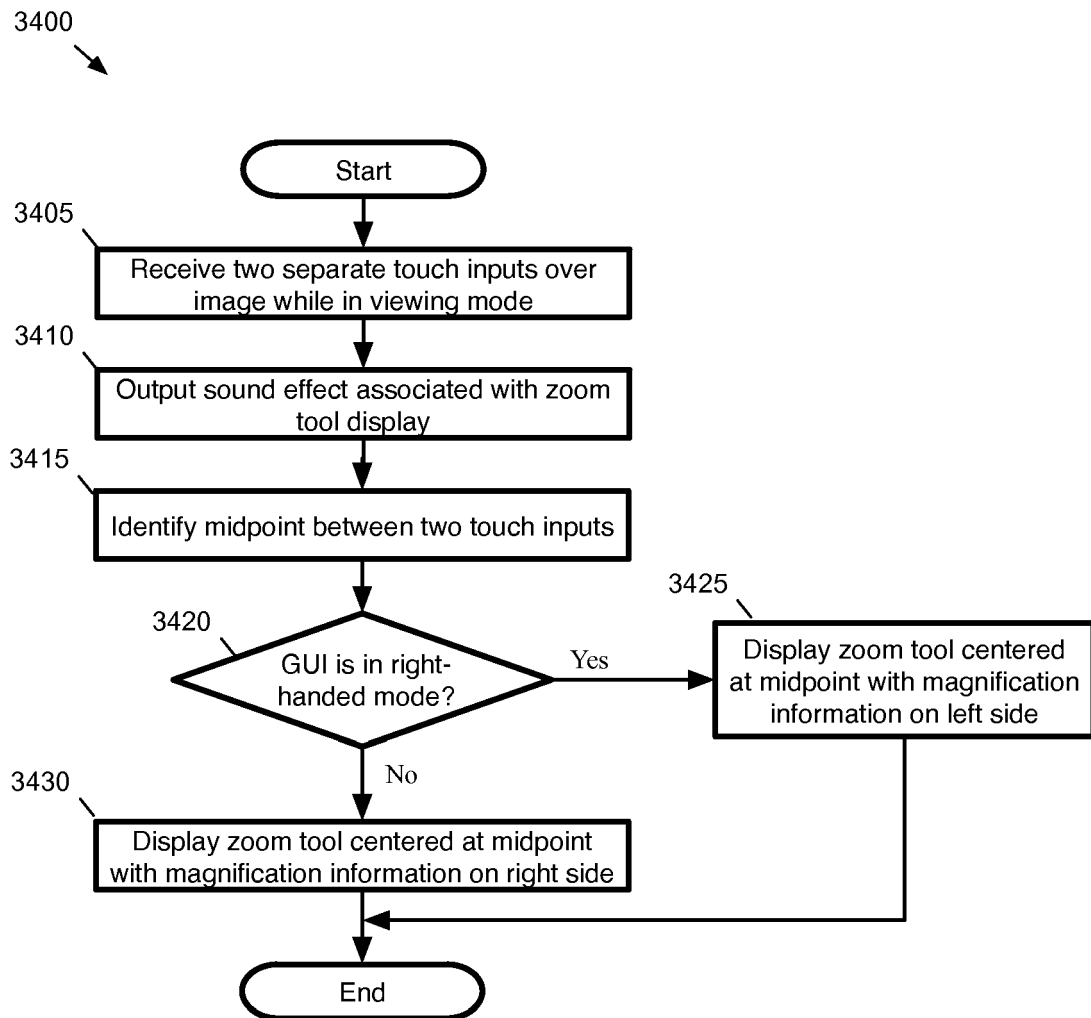 3400
Start
3405
Receive two separate touch inputs over
image while in viewing mode
3410
Output sound effect associated with zoom
tool display
3415
Identify midpoint between two touch inputs
3420
GUI is in right-
handed mode?
Yes
3425
Display zoom tool centered
at midpoint with magnification
information on left side
No
3430
Display zoom tool centered at midpoint
with magnification information on right side
End